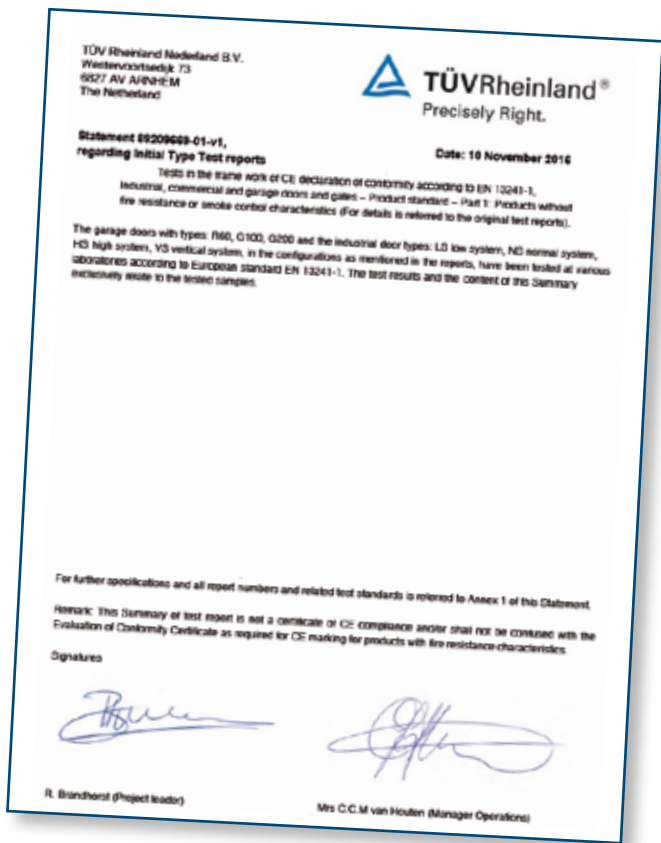 TÜV Rheinland Nederland B.V.
Westervoortsedijk 73
6827 AV ARNHEM
The Netherland
TÜVRheinland®
Precisely Right.
Statement 89209669-01-v1,
regarding Initial Type Test reports
Date: 10 November 2016
Tests in the frame work of CE declaration of conformity according to EN 13241-1,
Industrial, commercial and garage doors and gates – Product standard – Part 1: Products without
fire resistance or smoke control characteristics (For details is referred to the original test reports).
The garage doors with types: R60, G100, G200 and the industrial door types: LS low system, NS normal system,
HS high system, VS vertical system, in the configurations as mentioned in the reports, have been tested at various
laboratories according to European standard EN 13241-1. The test results and the content of this Summary
exclusively relate to the tested samples.
For further specifications and all report numbers and related test standards is referred to Annex 1 of this Statement.
Remark: This Summary of test report is not a certificate of CE compliance and/or shall not be confused with the
Evaluation of Conformity Certificate as required for CE marking for products with fire resistance characteristics.
Signatures
R. Brandhorst (Project leader)
Mrs C.C.M van Houten (Manager Operations)